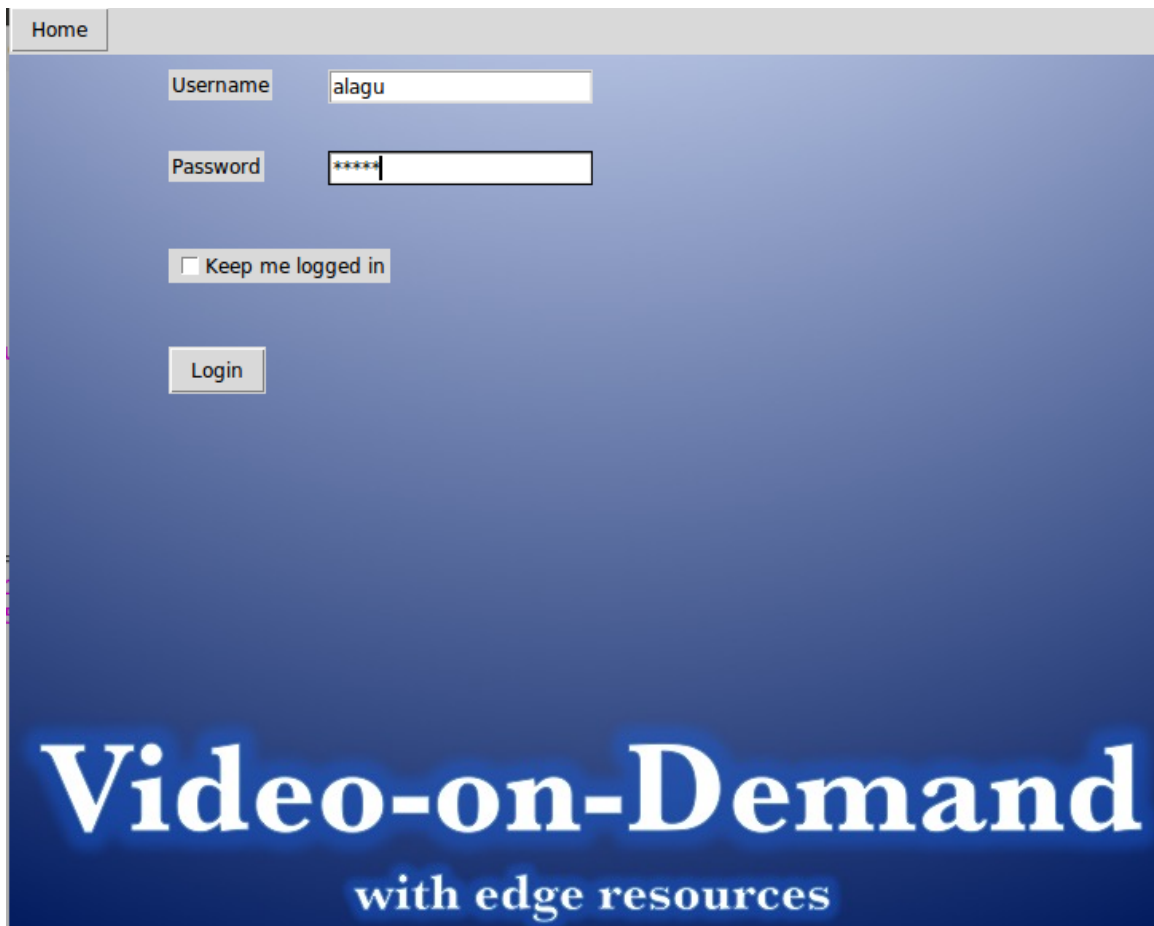 Home
Username alagu
Password *****
Keep me logged in
Login
Video-on-Demand
with edge resources